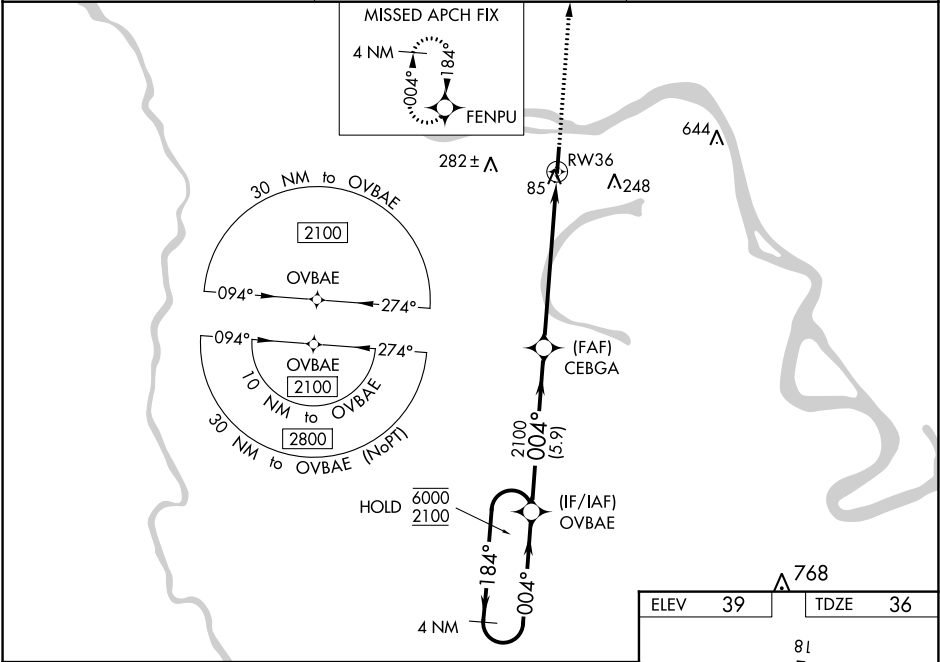 MISSED APCH FIX
4 NM
004°
184°
FENPU
644
282 ±
RW36
85
248
30 NM to OVBAE
2100
OVBAE
094°
274°
094°
274°
OVBAE
2100
10 NM to OVBAE
2800
30 NM to OVBAE (NoPT)
(FAF)
CEBGA
2100
004°
(5.9)
HOLD
6000
2100
(IF/IAF)
OVBAE
184°
004°
4 NM
768
ELEV 39
TDZE 36
18